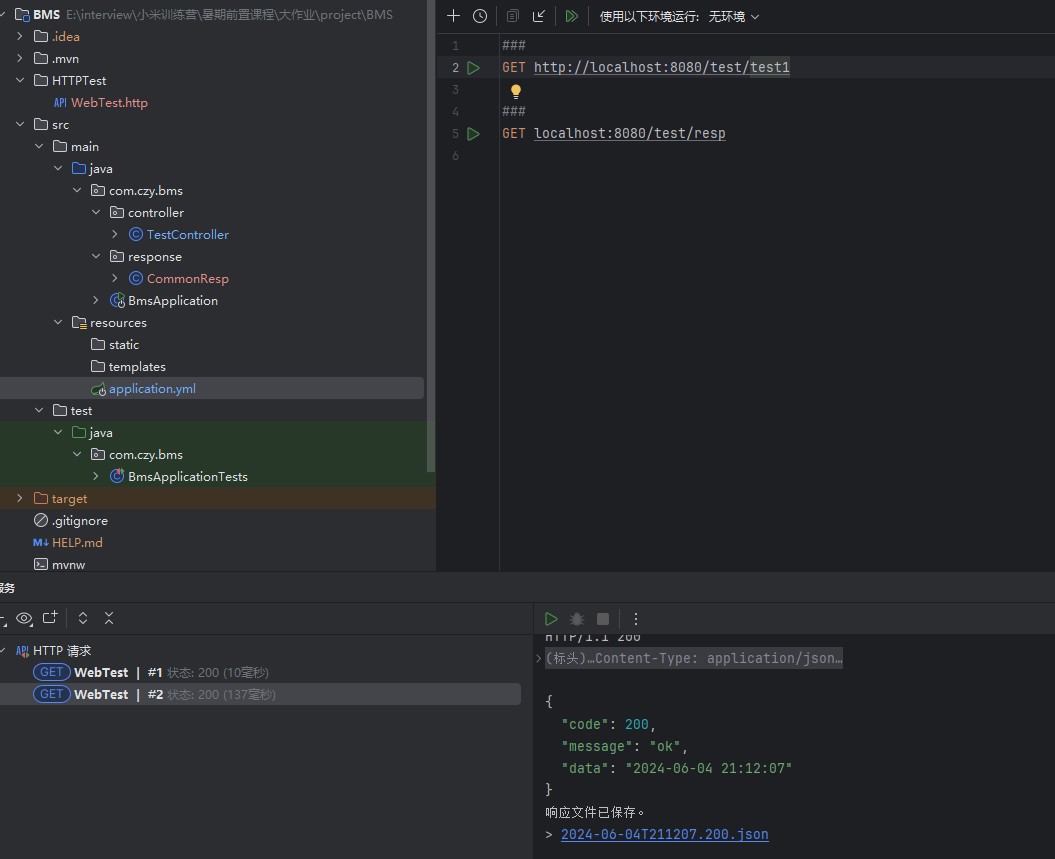 BMS E:\interview\小米训练营\暑期前置课程\大作业\project\BMS
.idea
.mvn
HTTPTest
API WebTest.http
src
main
java
com.czy.bms
controller
TestController
response
CommonResp
BmsApplication
resources
static
templates
application.yml
test
java
com.czy.bms
BmsApplicationTests
target
.gitignore
M↓ HELP.md
mvnw
使用以下环境运行: 无环境
1 ###
2 GET http://localhost:8080/test/test1
3
4 ###
5 GET localhost:8080/test/resp
6
服务
API HTTP 请求
GET WebTest | #1 状态: 200 (10毫秒)
GET WebTest | #2 状态: 200 (137毫秒)
HTTP/1.1 200
(标头)…Content-Type: application/json…
{
"code": 200,
"message": "ok",
"data": "2024-06-04 21:12:07"
}
响应文件已保存。
> 2024-06-04T211207.200.json